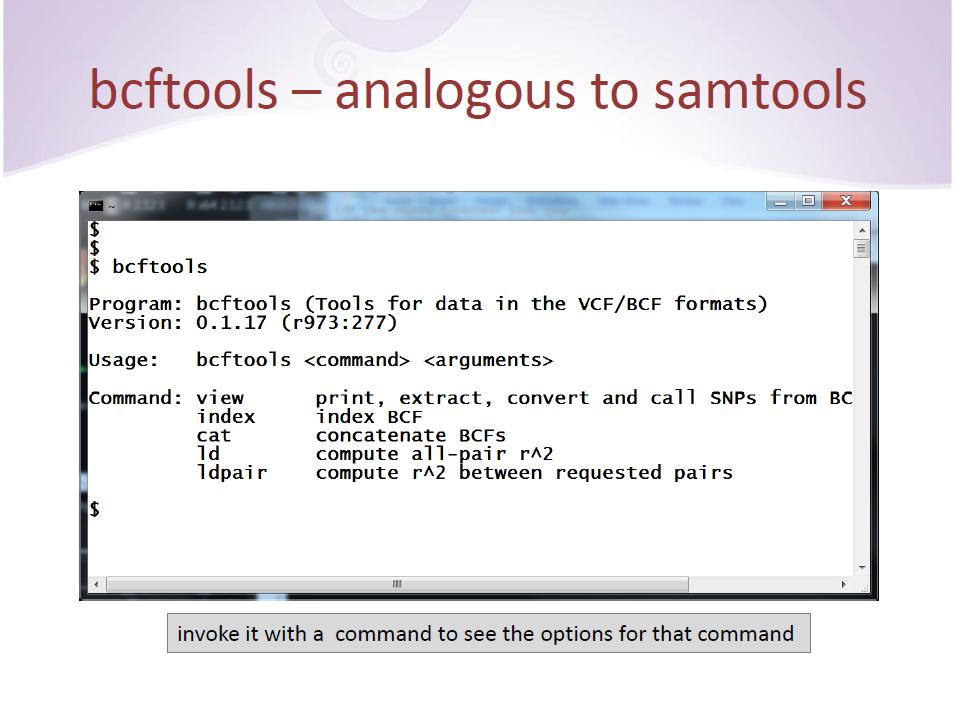 bcftools – analogous to samtools
~
$
$
$ bcftools
Program: bcftools (Tools for data in the VCF/BCF formats)
Version: 0.1.17 (r973:277)
Usage:   bcftools <command> <arguments>
Command: view      print, extract, convert and call SNPs from BC
         index     index BCF
         cat       concatenate BCFs
         ld        compute all-pair r^2
         ldpair    compute r^2 between requested pairs
$
invoke it with a  command to see the options for that command